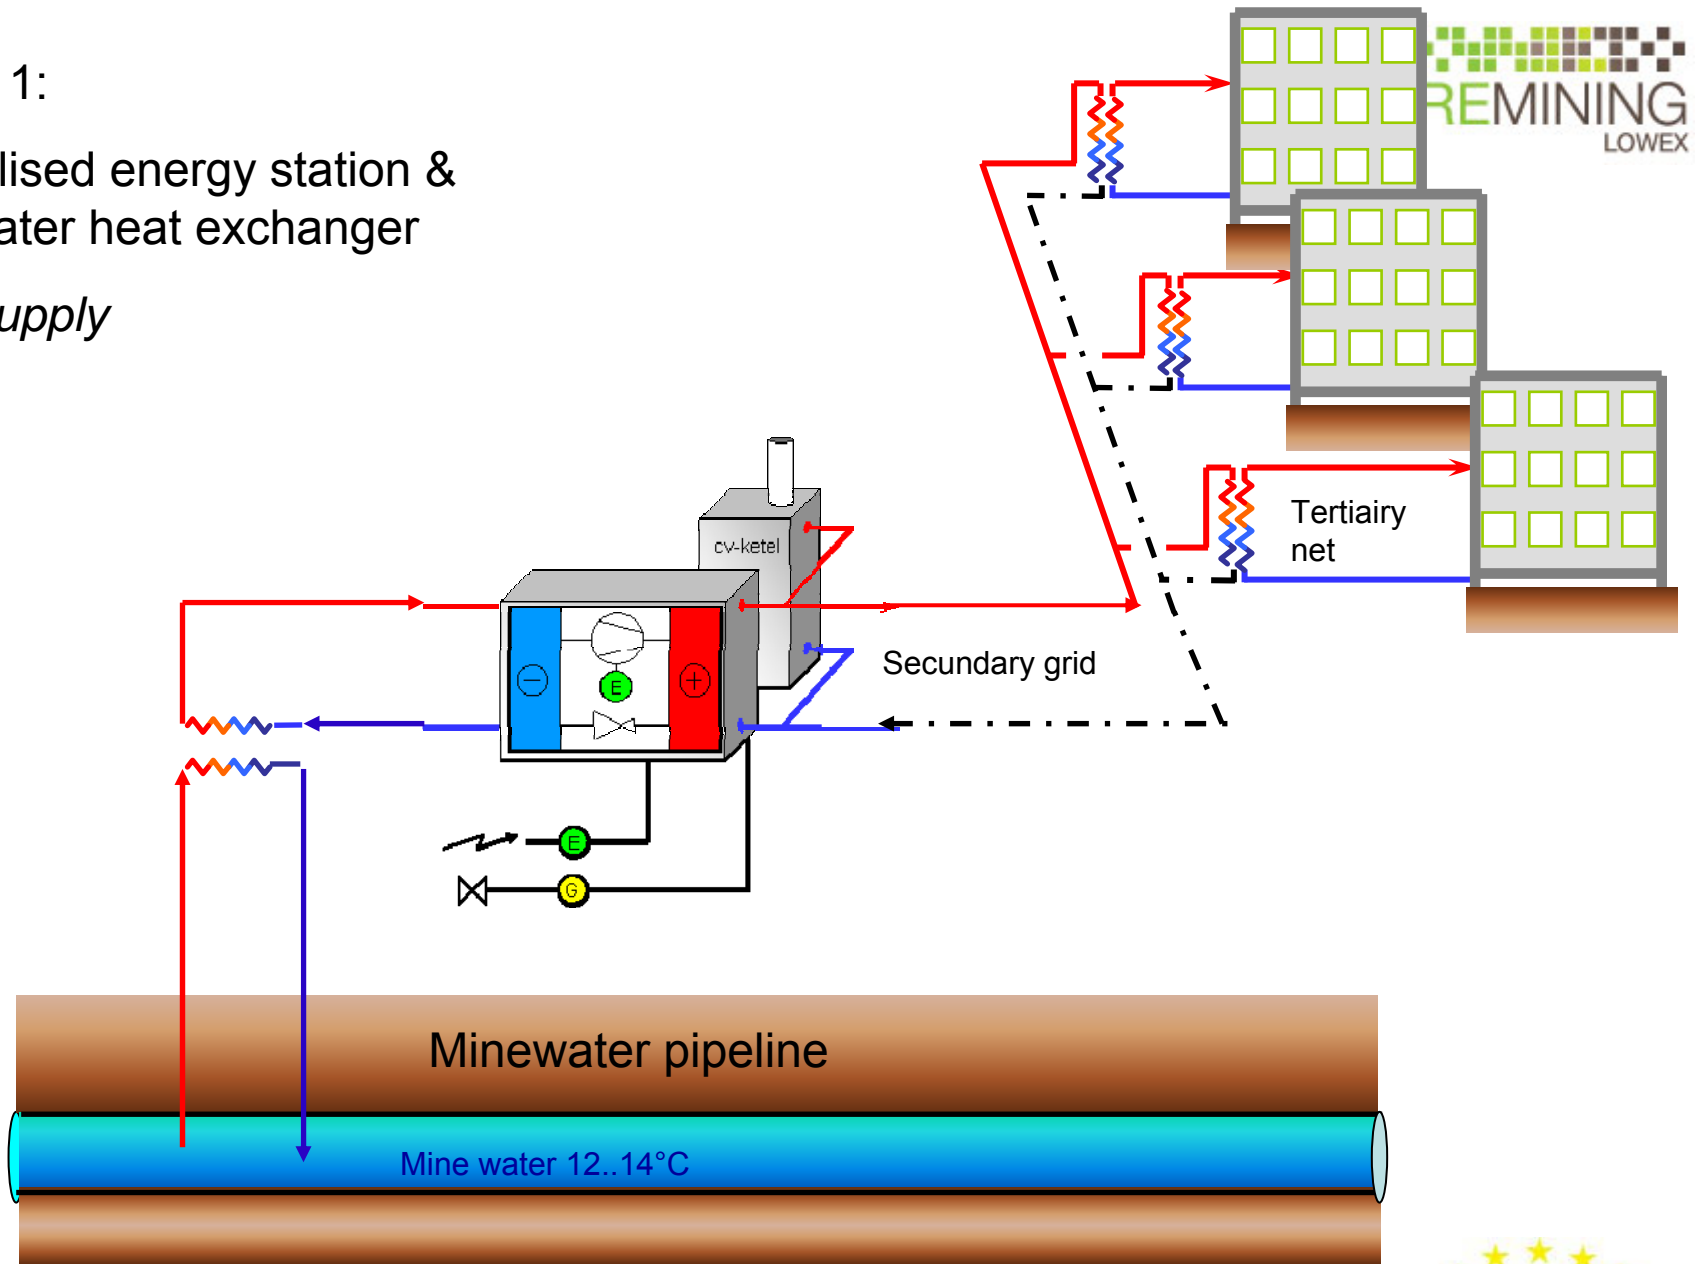 1:
lised energy station &
ater heat exchanger
upply
REMINING
LOWEX
Tertiairy
net
cv-ketel
Secundary grid
E
E
G
Minewater pipeline
Mine water 12..14°C